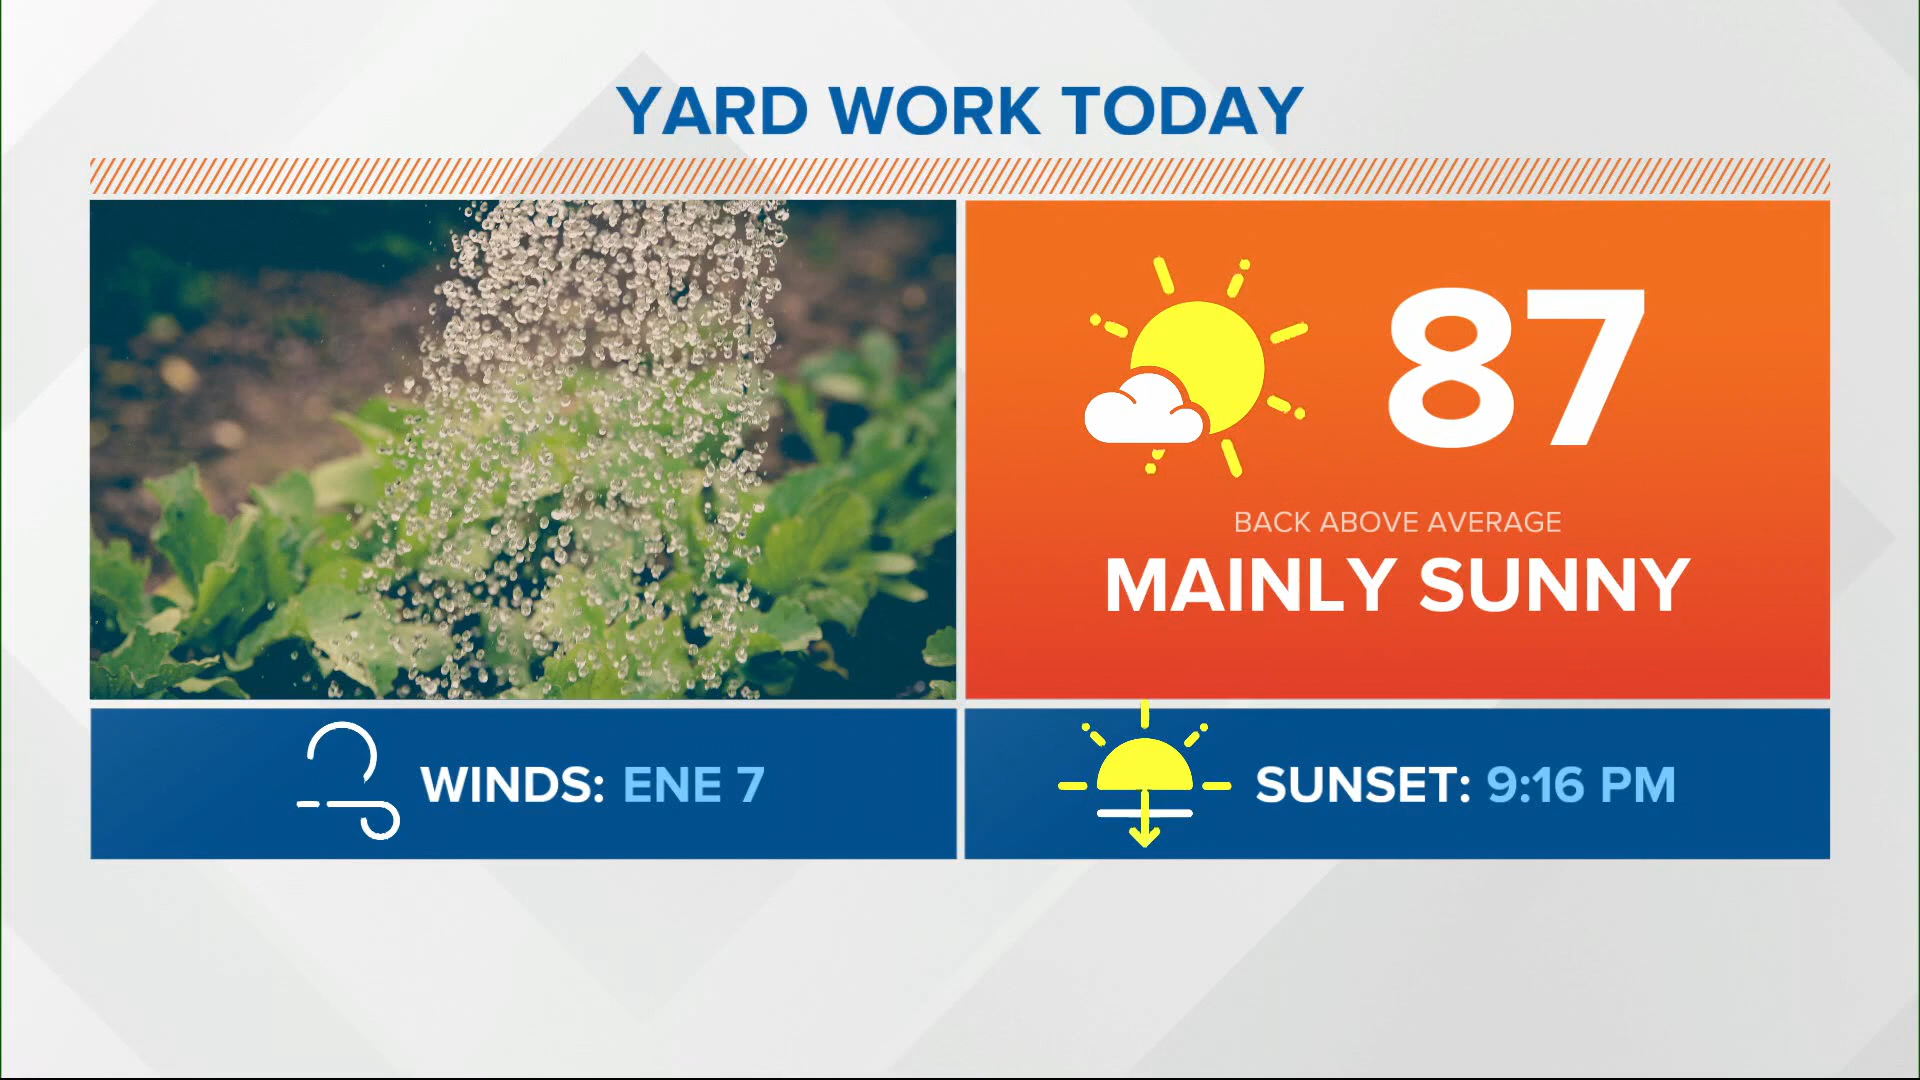 YARD WORK TODAY
87
BACK ABOVE AVERAGE
MAINLY SUNNY
WINDS: ENE 7
SUNSET: 9:16 PM